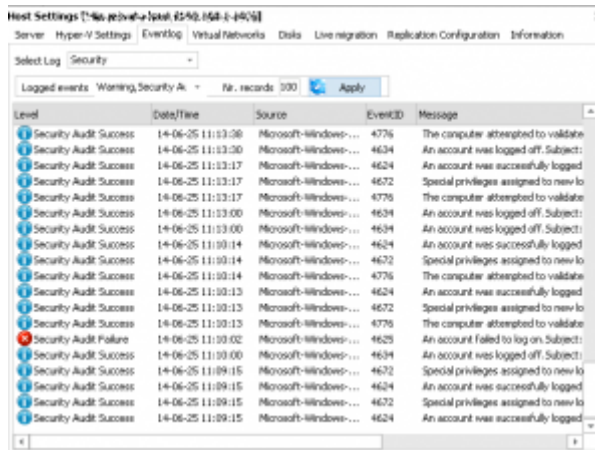 Host Settings
Server Hyper-V Settings Eventlog Virtual Networks Disks Live migration Replication Configuration Information
Select Log Security
Logged events Warning, Security Au Nr. records 100 Apply
Level Date/Time Source EventID Message
Security Audit Success 14-06-25 11:13:38 Microsoft-Windows-... 4776 The computer attempted to validate
Security Audit Success 14-06-25 11:13:30 Microsoft-Windows-... 4634 An account was logged off. Subject:
Security Audit Success 14-06-25 11:13:17 Microsoft-Windows-... 4624 An account was successfully logged
Security Audit Success 14-06-25 11:13:17 Microsoft-Windows-... 4672 Special privileges assigned to new lo
Security Audit Success 14-06-25 11:13:17 Microsoft-Windows-... 4776 The computer attempted to validate
Security Audit Success 14-06-25 11:13:00 Microsoft-Windows-... 4634 An account was logged off. Subject:
Security Audit Success 14-06-25 11:13:00 Microsoft-Windows-... 4634 An account was logged off. Subject:
Security Audit Success 14-06-25 11:10:14 Microsoft-Windows-... 4624 An account was successfully logged
Security Audit Success 14-06-25 11:10:14 Microsoft-Windows-... 4672 Special privileges assigned to new lo
Security Audit Success 14-06-25 11:10:14 Microsoft-Windows-... 4776 The computer attempted to validate
Security Audit Success 14-06-25 11:10:13 Microsoft-Windows-... 4624 An account was successfully logged
Security Audit Success 14-06-25 11:10:13 Microsoft-Windows-... 4672 Special privileges assigned to new lo
Security Audit Success 14-06-25 11:10:13 Microsoft-Windows-... 4776 The computer attempted to validate
Security Audit Failure 14-06-25 11:10:02 Microsoft-Windows-... 4625 An account failed to log on. Subject:
Security Audit Success 14-06-25 11:10:00 Microsoft-Windows-... 4634 An account was logged off. Subject:
Security Audit Success 14-06-25 11:09:15 Microsoft-Windows-... 4672 Special privileges assigned to new lo
Security Audit Success 14-06-25 11:09:15 Microsoft-Windows-... 4624 An account was successfully logged
Security Audit Success 14-06-25 11:09:15 Microsoft-Windows-... 4672 Special privileges assigned to new lo
Security Audit Success 14-06-25 11:09:15 Microsoft-Windows-... 4624 An account was successfully logged